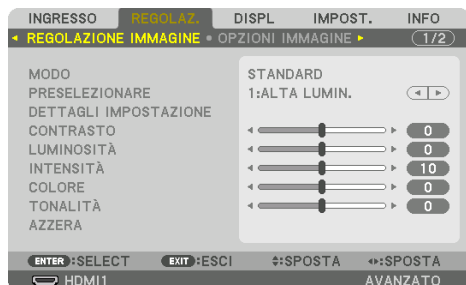 INGRESSO REGOLAZ. DISPL IMPOST. INFO
REGOLAZIONE IMMAGINE OPZIONI IMMAGINE 1/2
MODO STANDARD
PRESELEZIONARE 1:ALTA LUMIN.
DETTAGLI IMPOSTAZIONE
CONTRASTO 0
LUMINOSITÀ 0
INTENSITÀ 10
COLORE 0
TONALITÀ 0
AZZERA
ENTER:SELECT EXIT:ESCI :SPOSTA :SPOSTA
HDMI1 AVANZATO